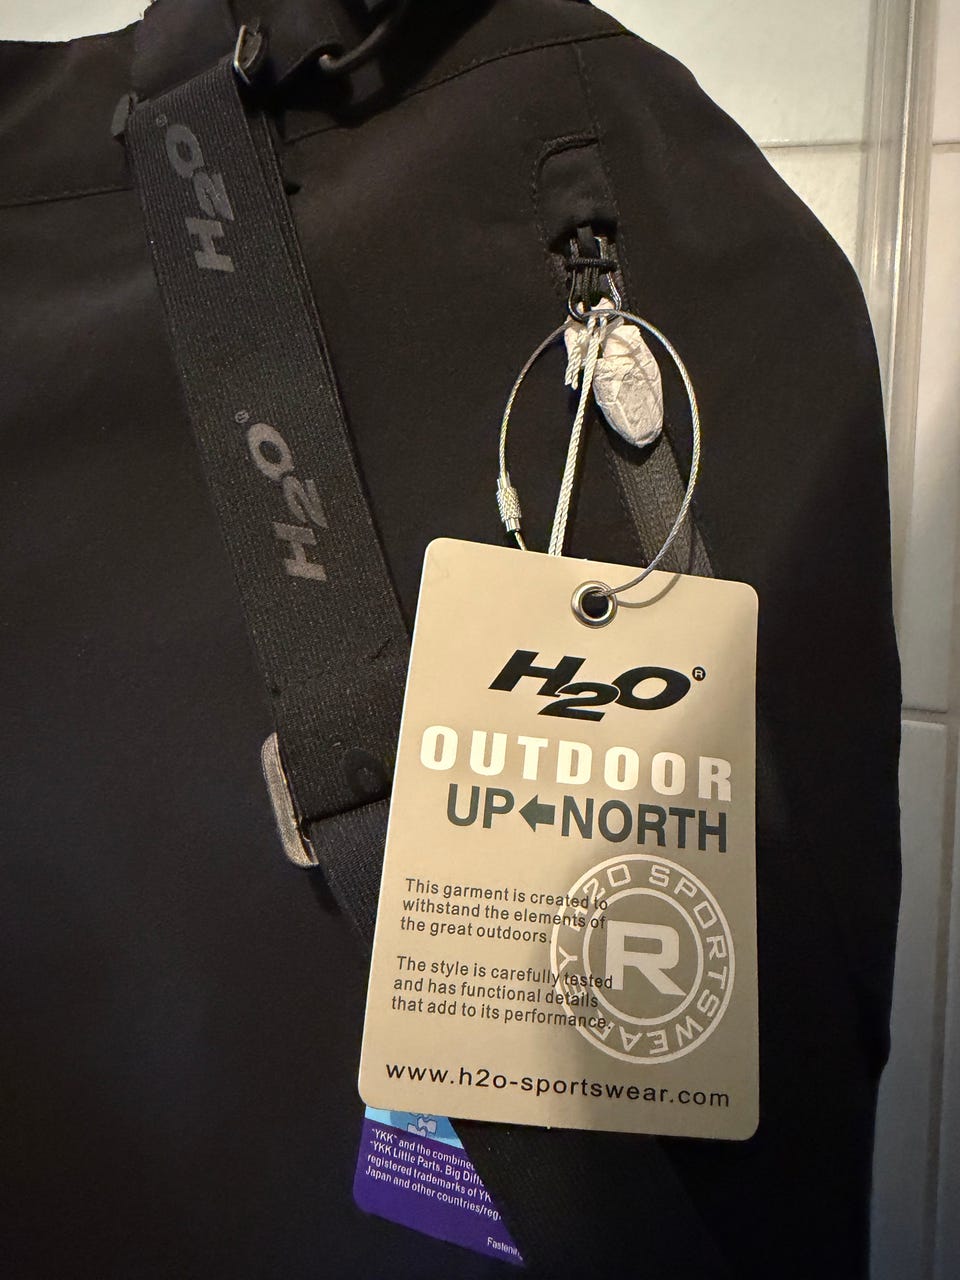 H2O®
H2O®
H2O®
OUTDOOR
UP NORTH
This garment is created to
withstand the elements of
the great outdoors.
The style is carefully tested
and has functional details
that add to its performance.
H2O SPORTSWEAR
R
www.h2o-sportswear.com
"YKK" and the combine
"YKK Little Parts. Big Diff
registered trademarks of YK
Japan and other countries/reg
Fasteni